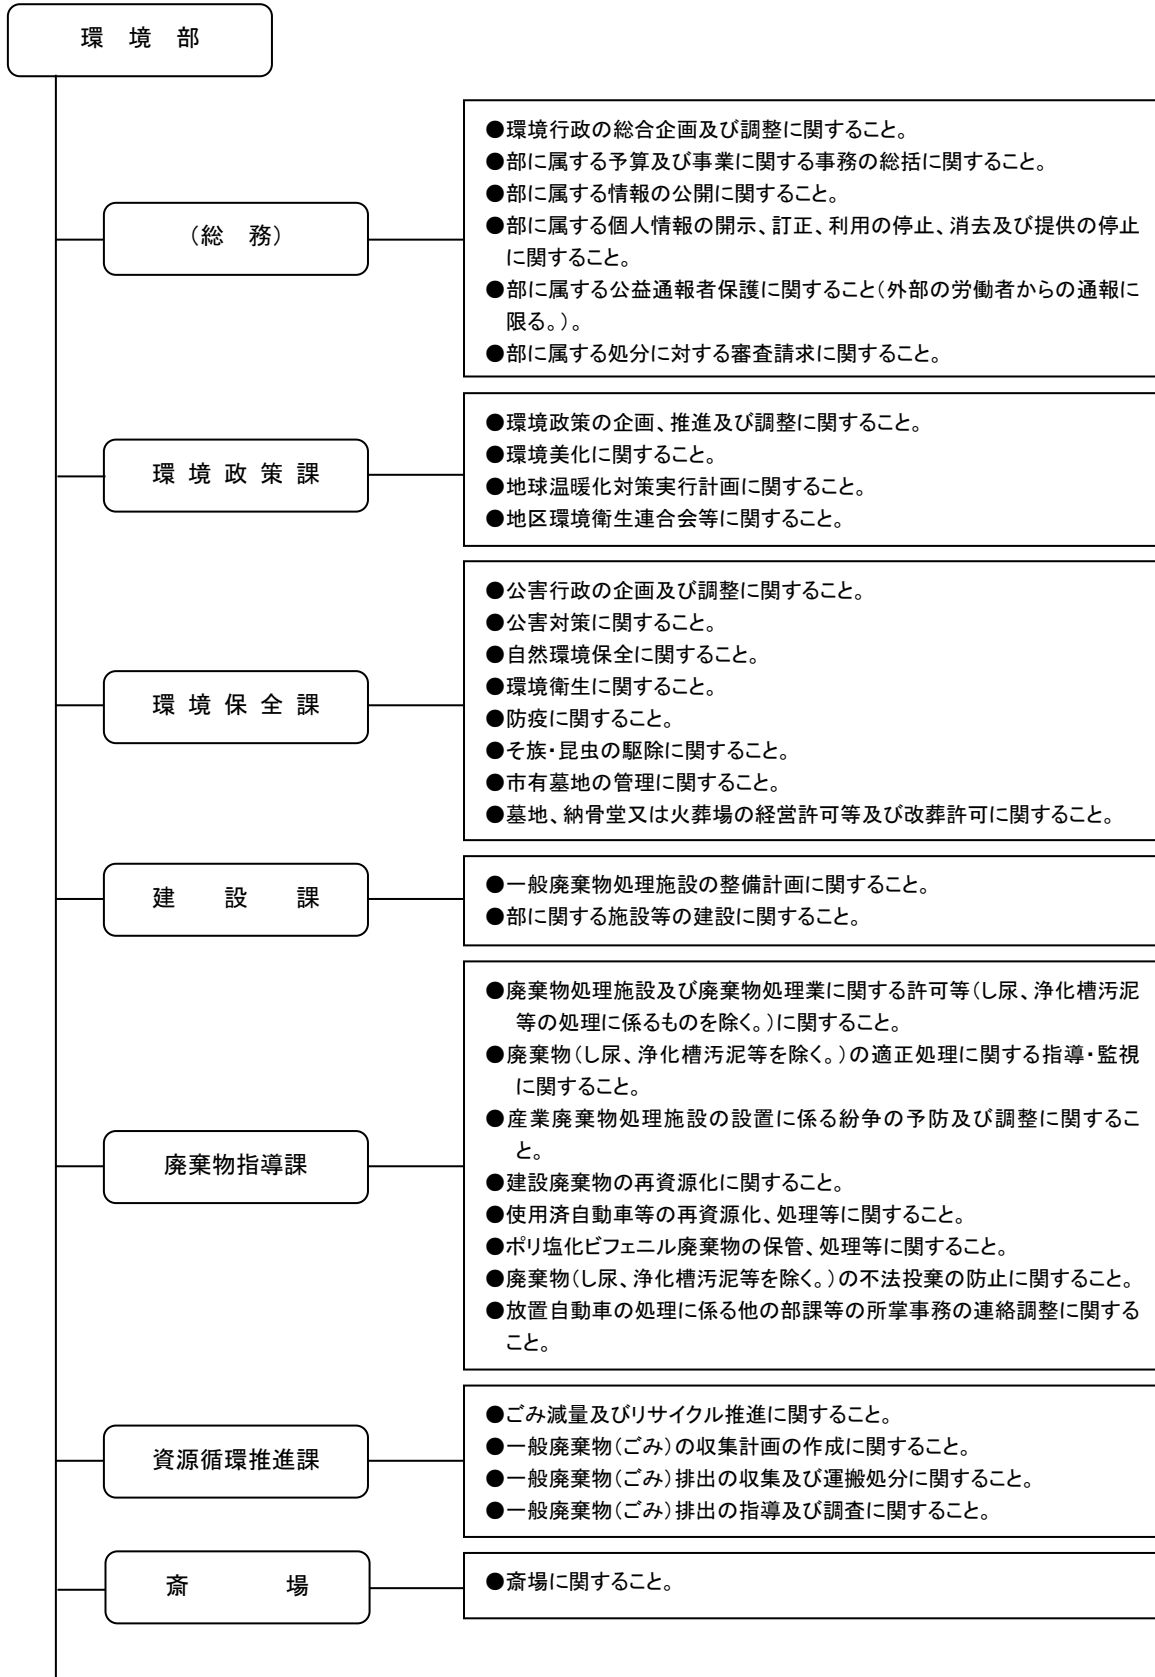 環 境 部
(総 務)
●環境行政の総合企画及び調整に関すること。
●部に属する予算及び事業に関する事務の総括に関すること。
●部に属する情報の公開に関すること。
●部に属する個人情報の開示、訂正、利用の停止、消去及び提供の停止
に関すること。
●部に属する公益通報者保護に関すること(外部の労働者からの通報に
限る。)。
●部に属する処分に対する審査請求に関すること。
環 境 政 策 課
●環境政策の企画、推進及び調整に関すること。
●環境美化に関すること。
●地球温暖化対策実行計画に関すること。
●地区環境衛生連合会等に関すること。
環 境 保 全 課
●公害行政の企画及び調整に関すること。
●公害対策に関すること。
●自然環境保全に関すること。
●環境衛生に関すること。
●防疫に関すること。
●そ族・昆虫の駆除に関すること。
●市有墓地の管理に関すること。
●墓地、納骨堂又は火葬場の経営許可等及び改葬許可に関すること。
建 設 課
●一般廃棄物処理施設の整備計画に関すること。
●部に関する施設等の建設に関すること。
廃棄物指導課
●廃棄物処理施設及び廃棄物処理業に関する許可等(し尿、浄化槽汚泥
等の処理に係るものを除く。)に関すること。
●廃棄物(し尿、浄化槽汚泥等を除く。)の適正処理に関する指導・監視
に関すること。
●産業廃棄物処理施設の設置に係る紛争の予防及び調整に関するこ
と。
●建設廃棄物の再資源化に関すること。
●使用済自動車等の再資源化、処理等に関すること。
●ポリ塩化ビフェニル廃棄物の保管、処理等に関すること。
●廃棄物(し尿、浄化槽汚泥等を除く。)の不法投棄の防止に関すること。
●放置自動車の処理に係る他の部課等の所掌事務の連絡調整に関する
こと。
資源循環推進課
●ごみ減量及びリサイクル推進に関すること。
●一般廃棄物(ごみ)の収集計画の作成に関すること。
●一般廃棄物(ごみ)排出の収集及び運搬処分に関すること。
●一般廃棄物(ごみ)排出の指導及び調査に関すること。
斎 場
●斎場に関すること。